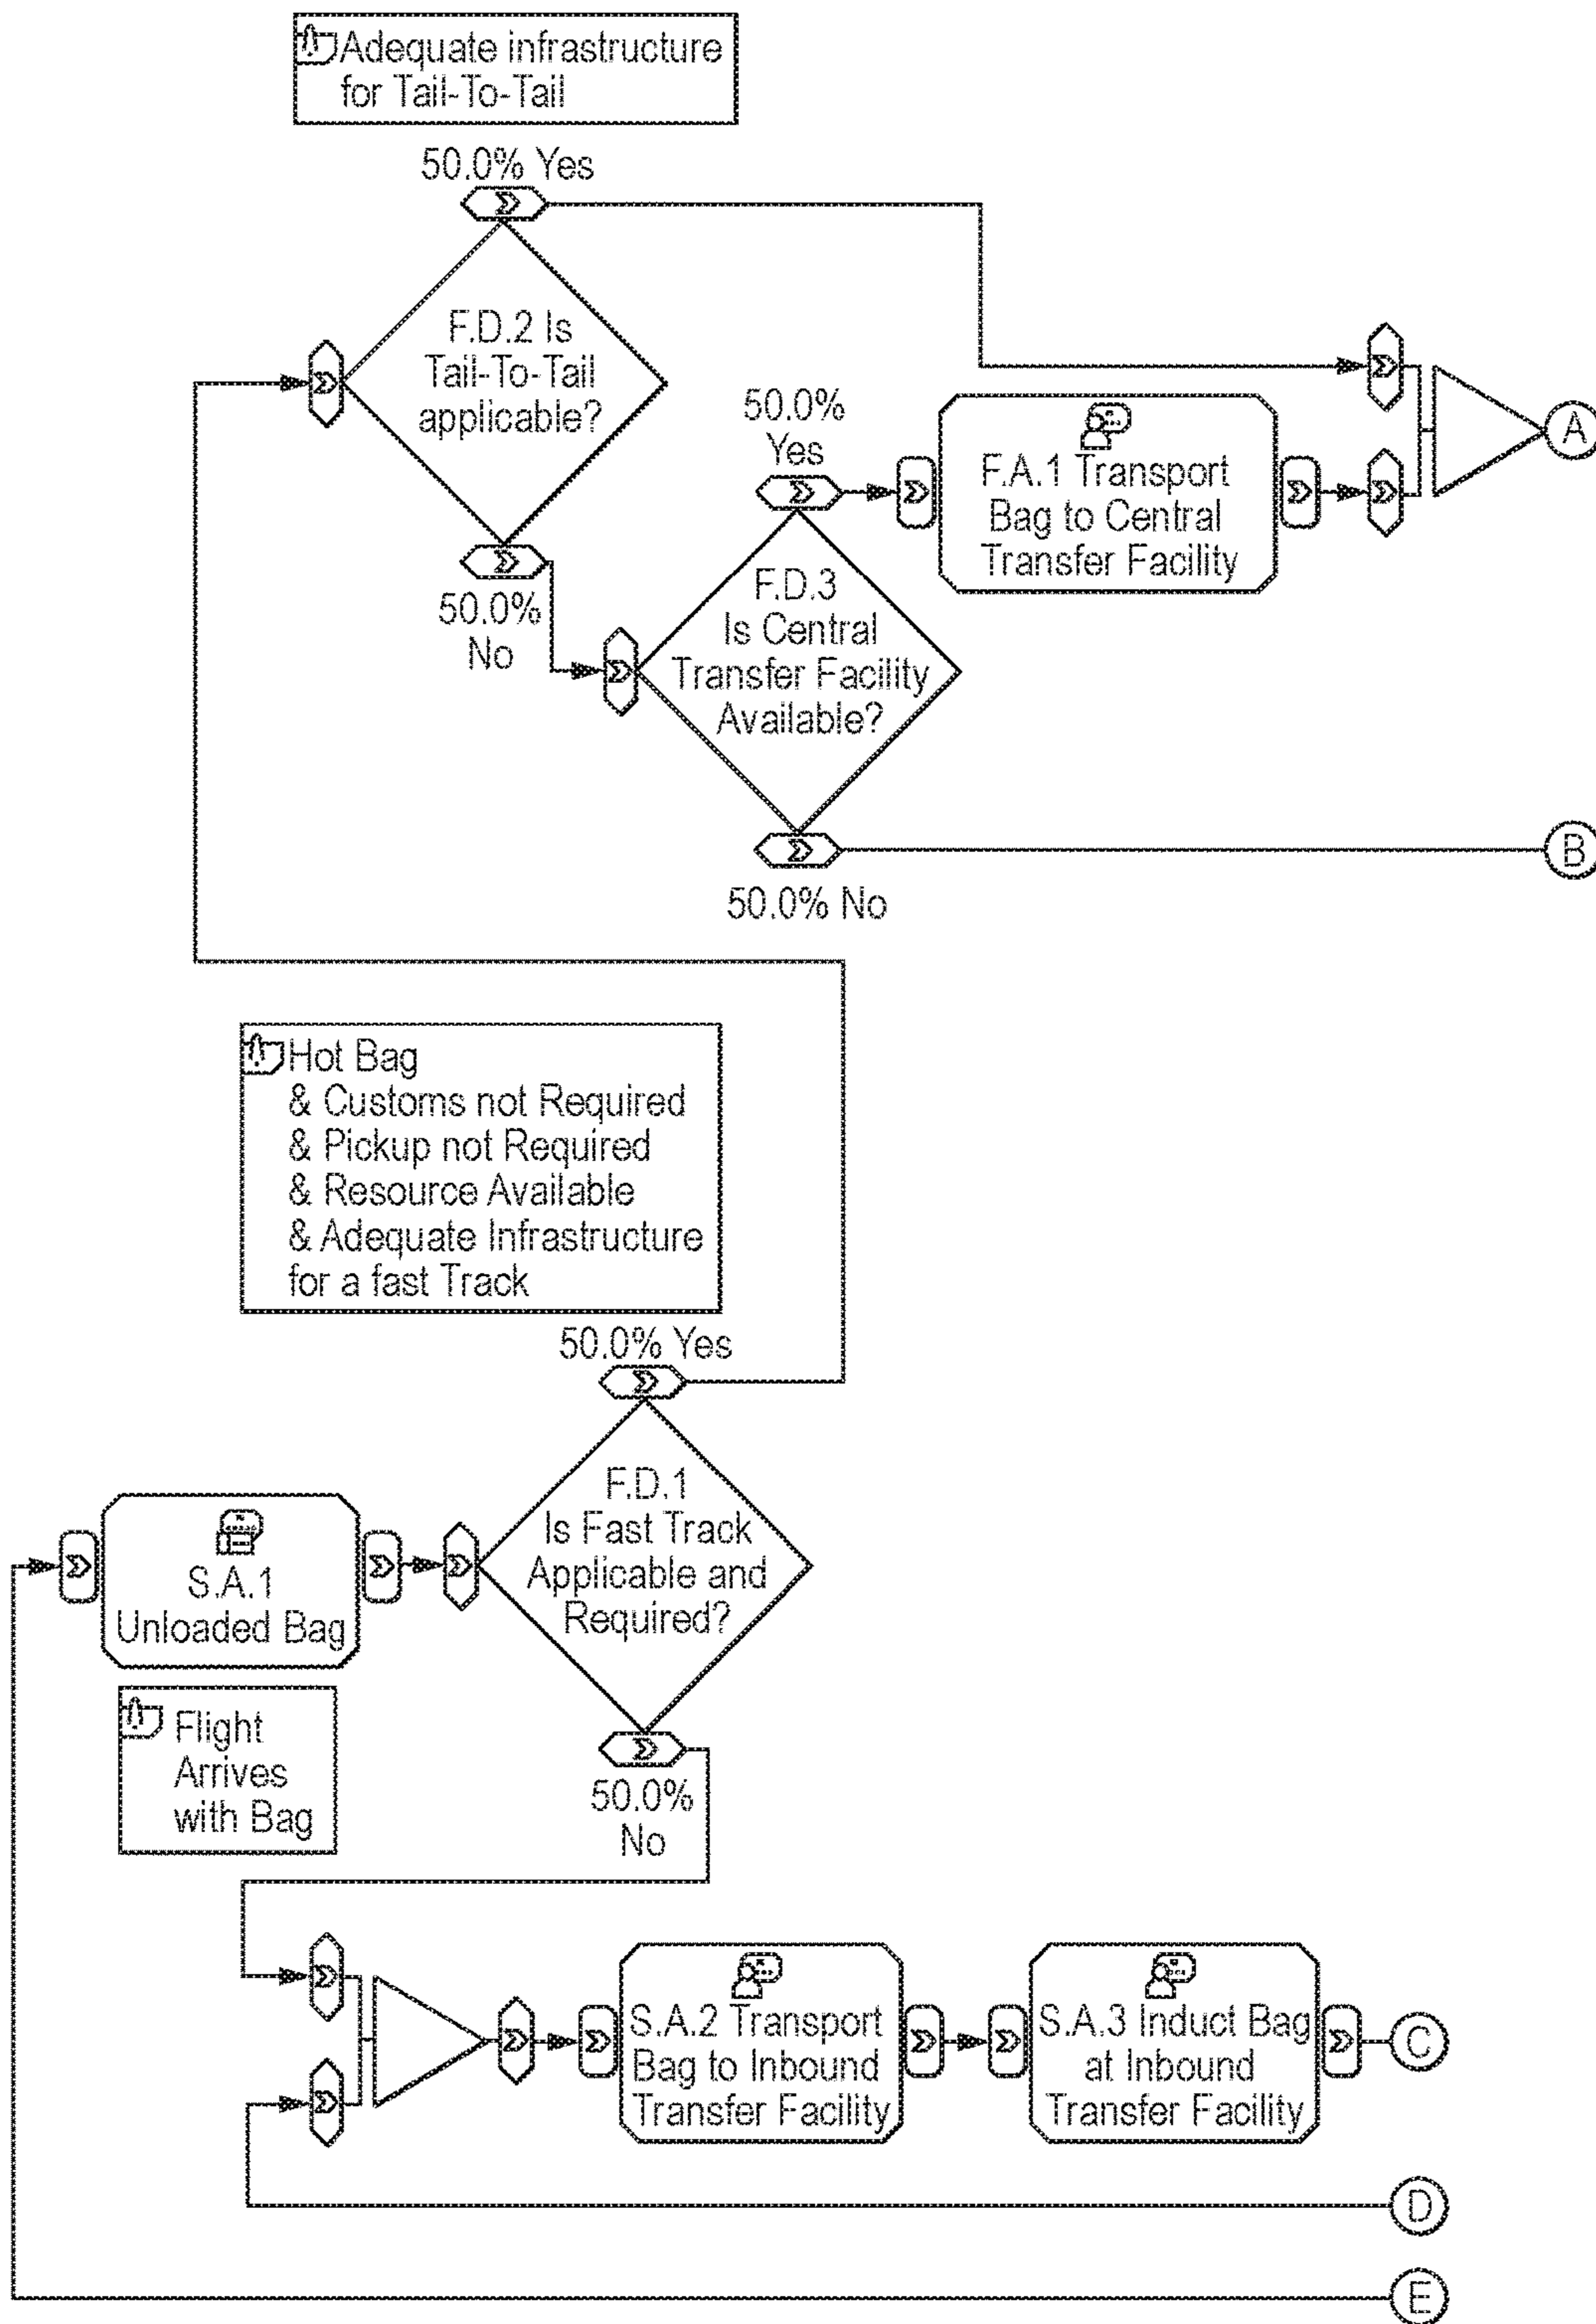 Adequate infrastructure
for Tail-To-Tail
50.0% Yes
F.D.2 Is
Tail-To-Tail
applicable?
50.0%
No
50.0%
Yes
F.A.1 Transport
Bag to Central
Transfer Facility
A
F.D.3
Is Central
Transfer Facility
Available?
50.0% No
B
Hot Bag
& Customs not Required
& Pickup not Required
& Resource Available
& Adequate Infrastructure
for a fast Track
50.0% Yes
F.D.1
Is Fast Track
Applicable and
Required?
50.0%
No
S.A.1
Unloaded Bag
Flight
Arrives
with Bag
S.A.2 Transport
Bag to Inbound
Transfer Facility
S.A.3 Induct Bag
at Inbound
Transfer Facility
C
D
E